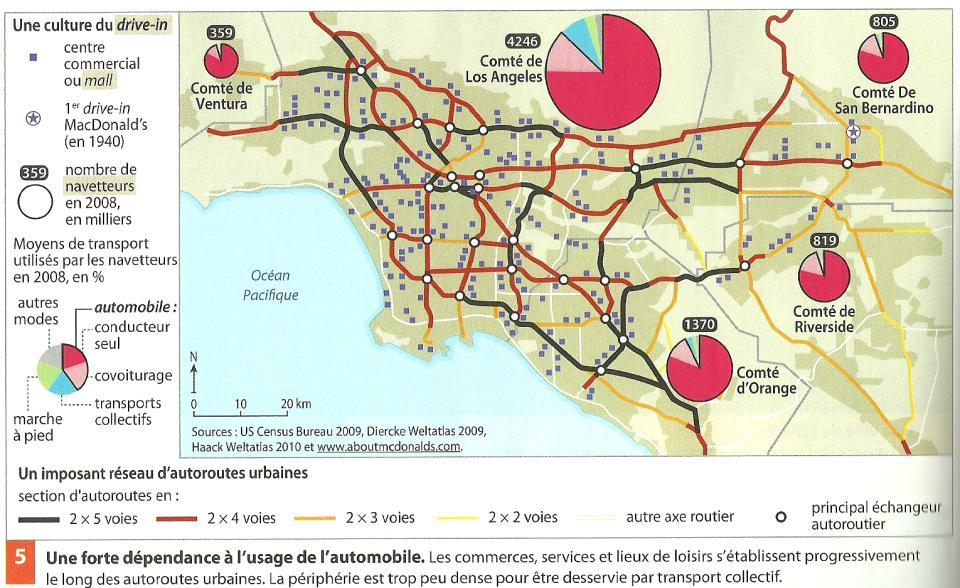 Une culture du drive-in
centre
commercial
ou mall
1er drive-in
MacDonald's
(en 1940)
359
nombre de
navetteurs
en 2008,
en milliers
Moyens de transport
utilisés par les navetteurs
en 2008, en %
autres
modes
automobile :
conducteur
seul
covoiturage
transports
collectifs
marche
à pied
359
Comté de
Ventura
4246
Comté de
Los Angeles
805
Comté De
San Bernardino
819
Comté de
Riverside
1370
Comté
d'Orange
Océan
Pacifique
N
0 10 20 km
Sources : US Census Bureau 2009, Diercke Weltatlas 2009,
Haack Weltatlas 2010 et www.aboutmcdonalds.com.
Un imposant réseau d'autoroutes urbaines
section d'autoroutes en :
2 × 5 voies
2 × 4 voies
2 × 3 voies
2 × 2 voies
autre axe routier
principal échangeur
autoroutier
5 Une forte dépendance à l'usage de l'automobile. Les commerces, services et lieux de loisirs s'établissent progressivement
le long des autoroutes urbaines. La périphérie est trop peu dense pour être desservie par transport collectif.